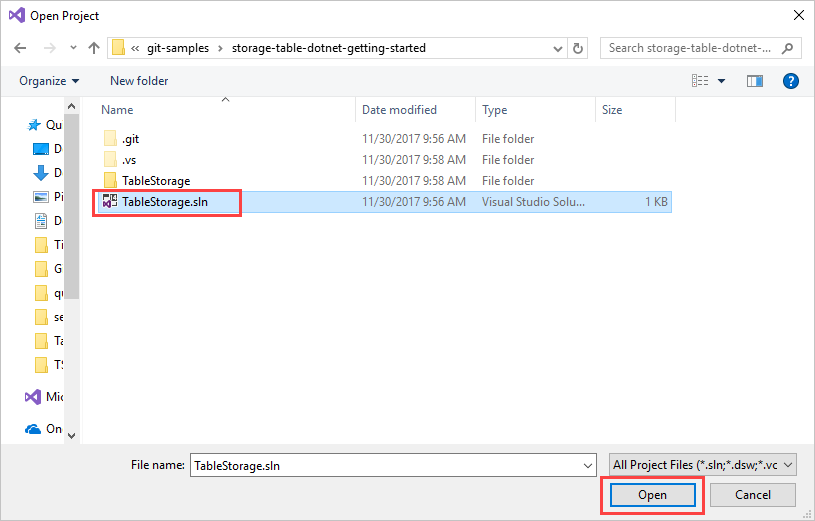 Open Project
« git-samples > storage-table-dotnet-getting-started
Search storage-table-dotnet-...
Organize New folder
Name Date modified Type Size
.git 11/30/2017 9:56 AM File folder
.vs 11/30/2017 9:58 AM File folder
TableStorage 11/30/2017 9:58 AM File folder
TableStorage.sln 11/30/2017 9:56 AM Visual Studio Solu... 1 KB
Qu
D
D
Pi
D
Ti
G
qu
se
Ta
TS
Mic
On
File name: TableStorage.sln All Project Files (*.sln;*.dsw;*.vc
Open Cancel